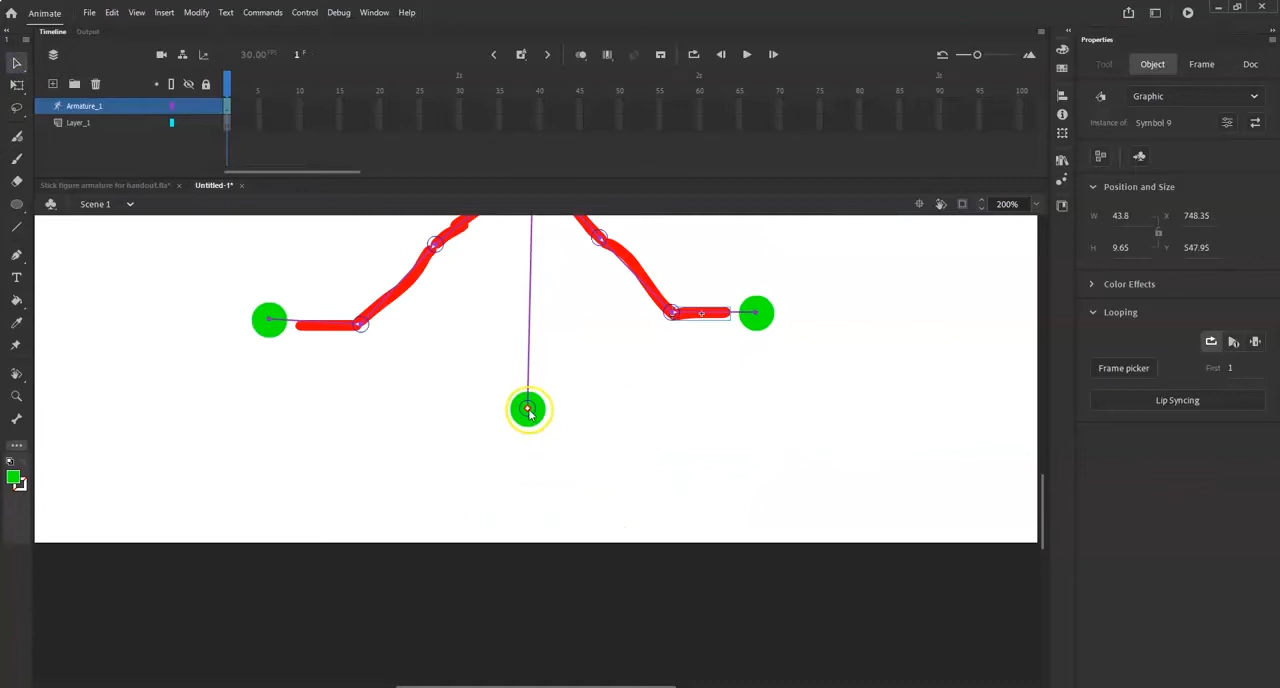 Animate File Edit View Insert Modify Text Commands Control Debug Window Help
Timeline Output
30.00 FPS 1 F
1s 2s 3s
5 10 15 20 25 30 35 40 45 50 55 60 65 70 75 80 85 90 95 100
Armature_1
Layer_1
Stick figure armature for handout.fla* × Untitled-1* ×
Scene 1 200%
Properties
Tool Object Frame Doc
Graphic
Instance of: Symbol 9
Position and Size
W 43.8 X 748.35
H 9.65 Y 547.95
Color Effects
Looping
Frame picker First 1
Lip Syncing